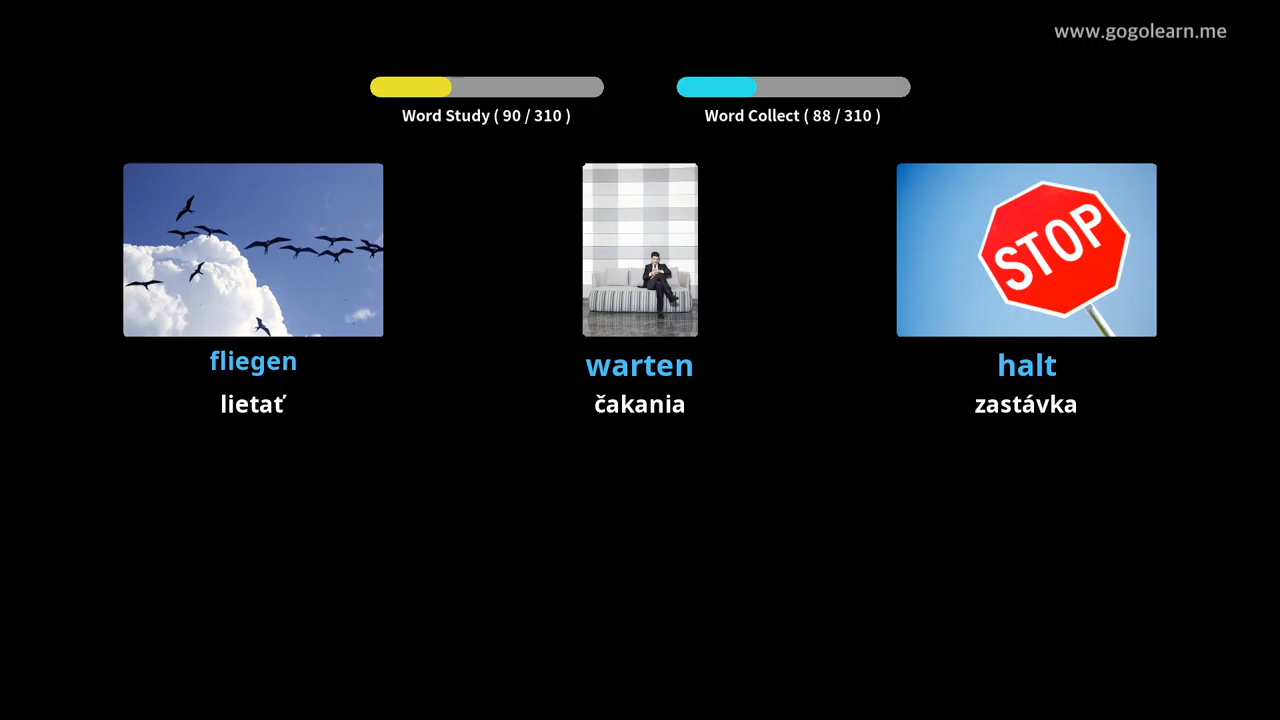 www.gogolearn.me
Word Study ( 90 / 310 )
Word Collect ( 88 / 310 )
STOP
fliegen
warten
halt
lietať
čakania
zastávka